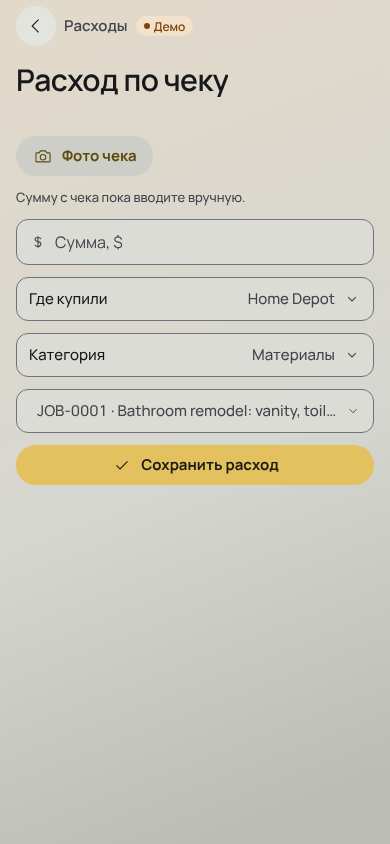 Расходы
Демо
Расход по чеку
Фото чека
Сумму с чека пока вводите вручную.
$ Сумма, $
Где купили Home Depot
Категория Материалы
JOB-0001 · Bathroom remodel: vanity, toil...
Сохранить расход